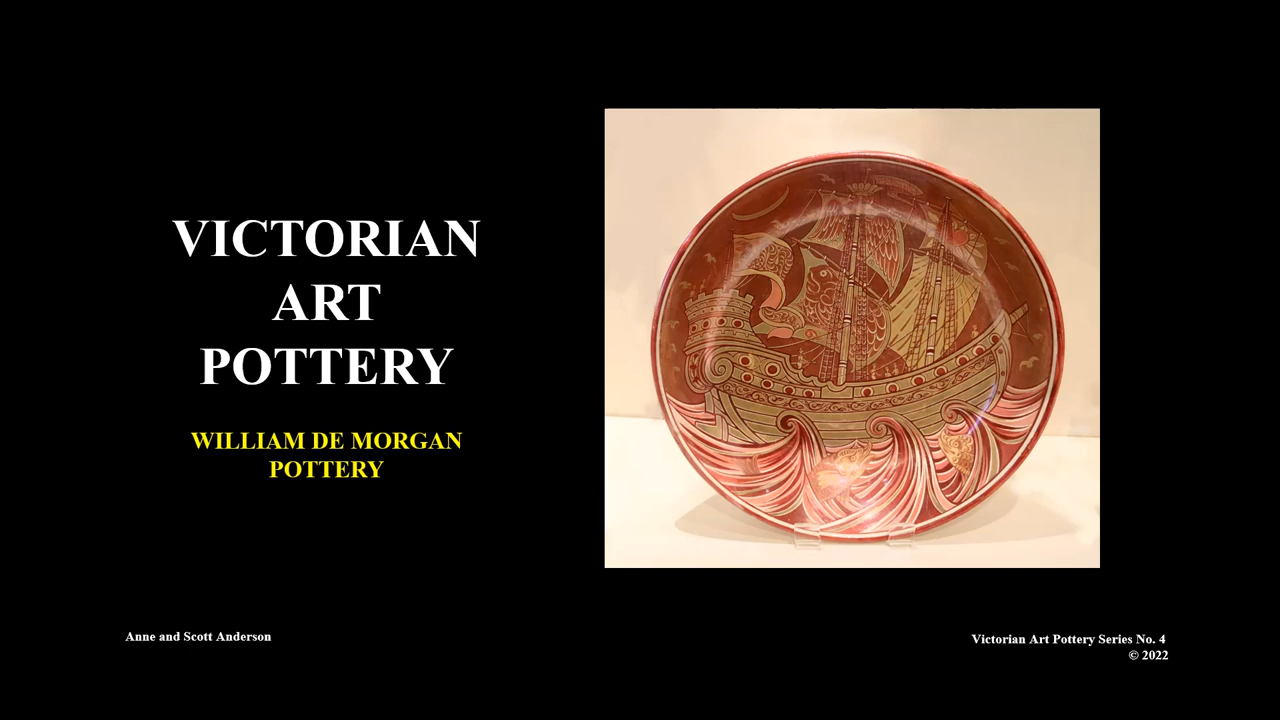 VICTORIAN
ART
POTTERY
WILLIAM DE MORGAN
POTTERY
Anne and Scott Anderson
Victorian Art Pottery Series No. 4
© 2022